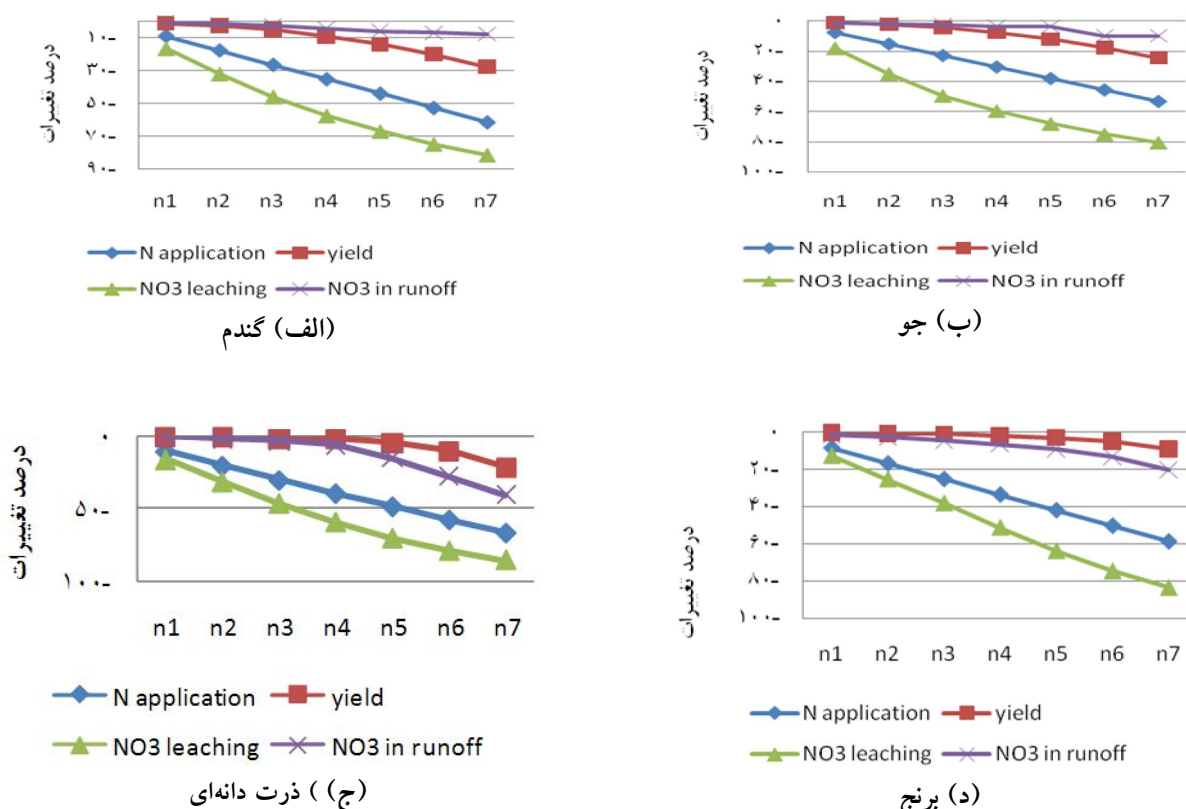 درصد تغییرات
۱۰-
۳۰-
۵۰-
۷۰-
۹۰-
n1 n2 n3 n4 n5 n6 n7
N application yield
NO3 leaching NO3 in runoff
(الف) گندم
درصد تغییرات
۰
۲۰-
۴۰-
۶۰-
۸۰-
۱۰۰-
n1 n2 n3 n4 n5 n6 n7
N application yield
NO3 leaching NO3 in runoff
(ب) جو
درصد تغییرات
۰
۵۰-
۱۰۰-
n1 n2 n3 n4 n5 n6 n7
N application yield
NO3 leaching NO3 in runoff
(ج) ) ذرت دانه‌ای
درصد تغییرات
۰
۲۰-
۴۰-
۶۰-
۸۰-
۱۰۰-
n1 n2 n3 n4 n5 n6 n7
N application yield
NO3 leaching NO3 in runoff
(د) برنج